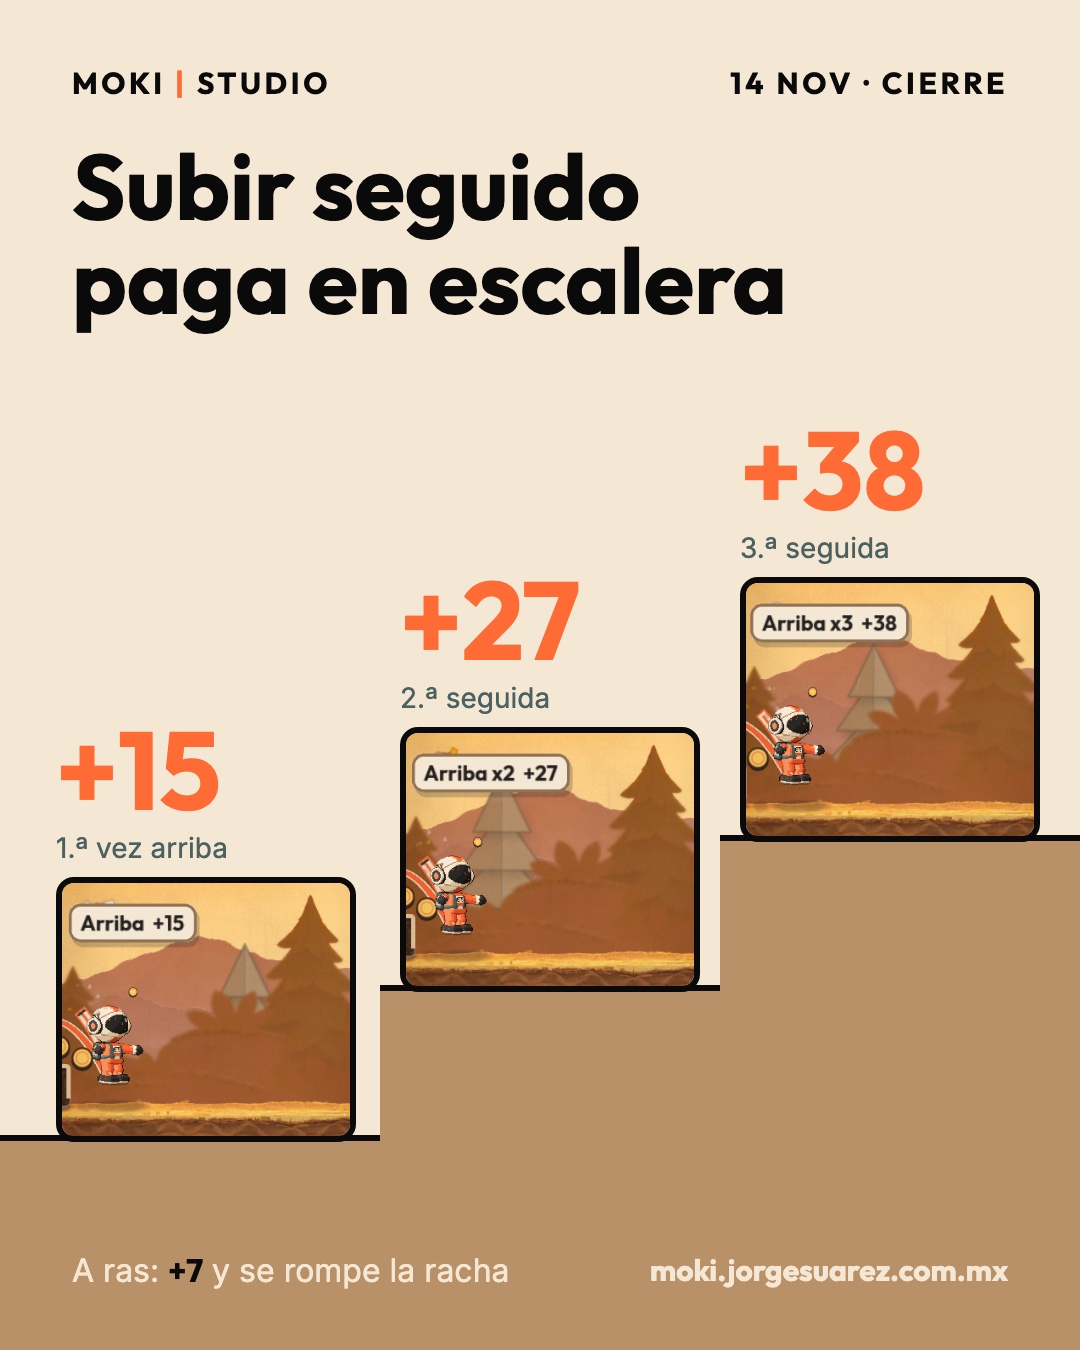 MOKI | STUDIO
14 NOV · CIERRE
Subir seguido
paga en escalera
+15
1.ª vez arriba
Arriba +15
+27
2.ª seguida
Arriba x2 +27
+38
3.ª seguida
Arriba x3 +38
A ras: +7 y se rompe la racha
moki.jorgesuarez.com.mx